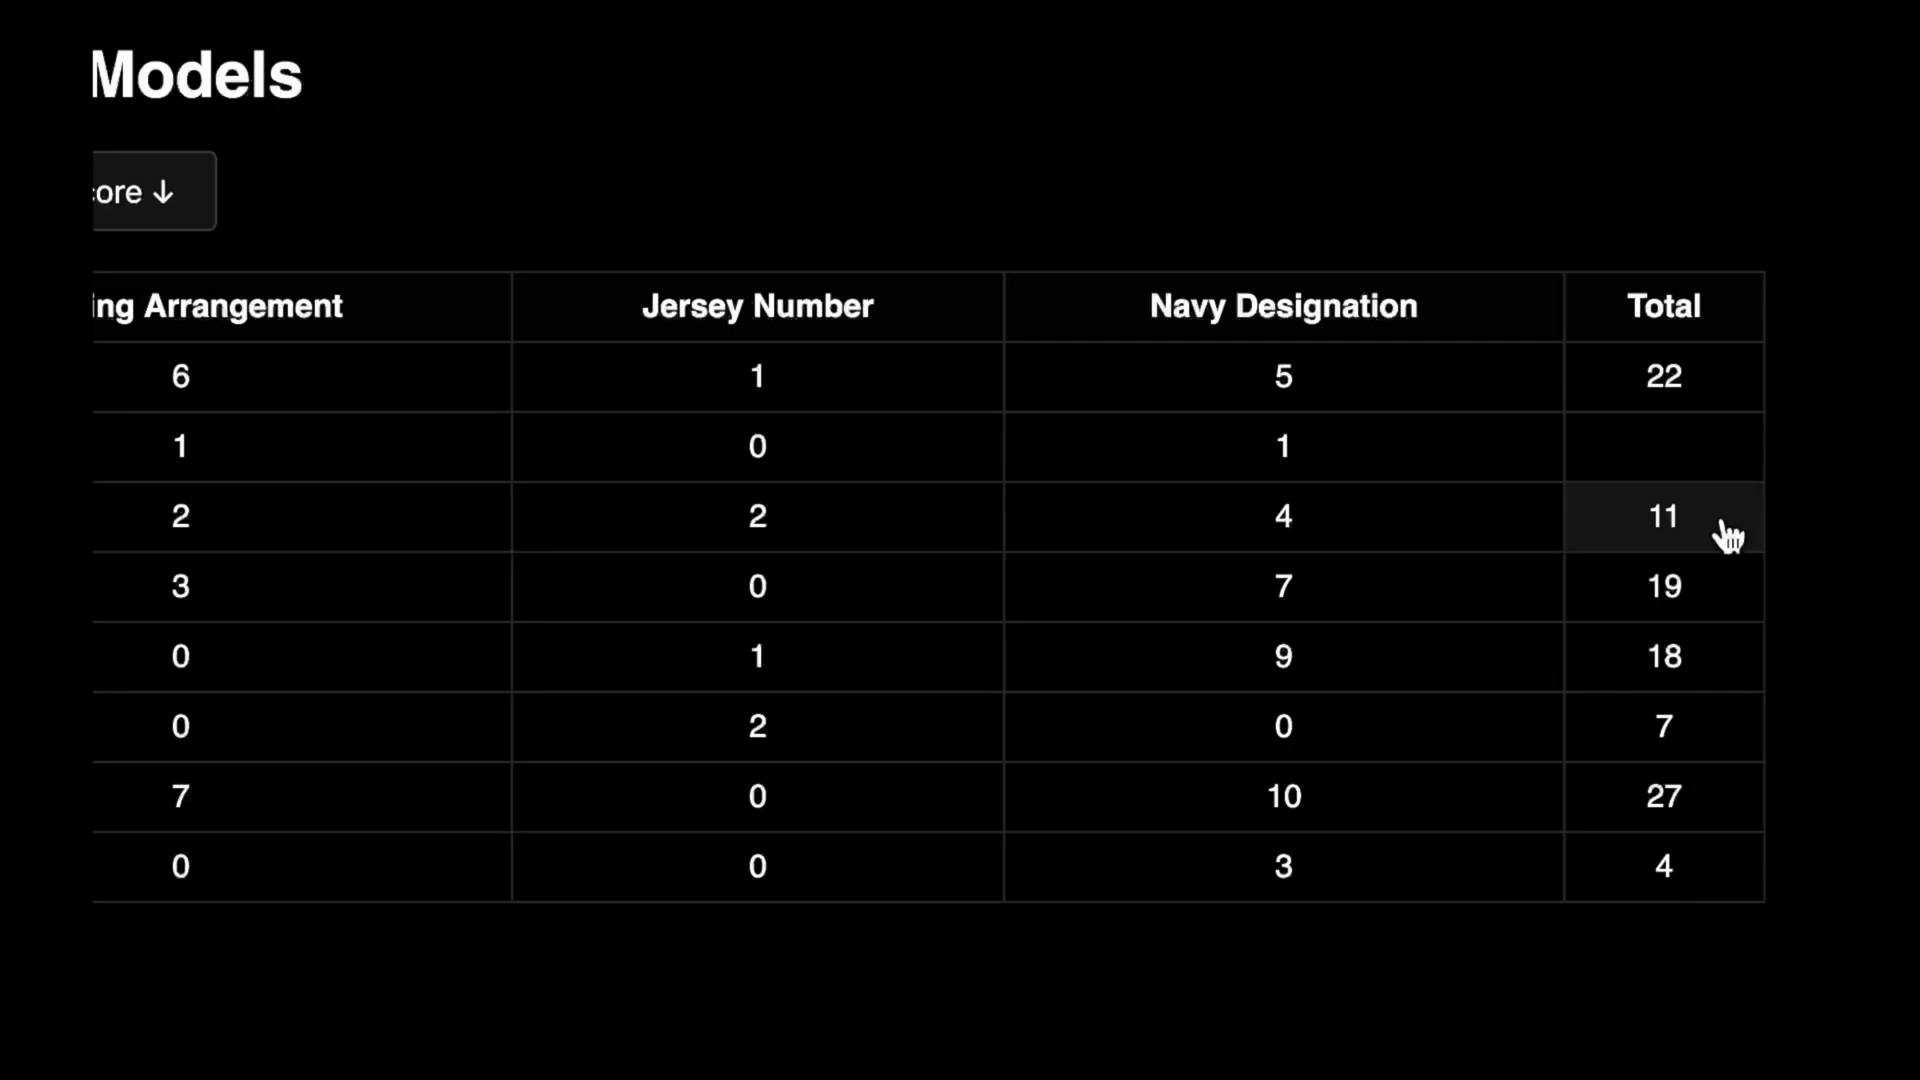 Models
core ↓
ing Arrangement Jersey Number Navy Designation Total
6 1 5 22
1 0 1
2 2 4 11
3 0 7 19
0 1 9 18
0 2 0 7
7 0 10 27
0 0 3 4